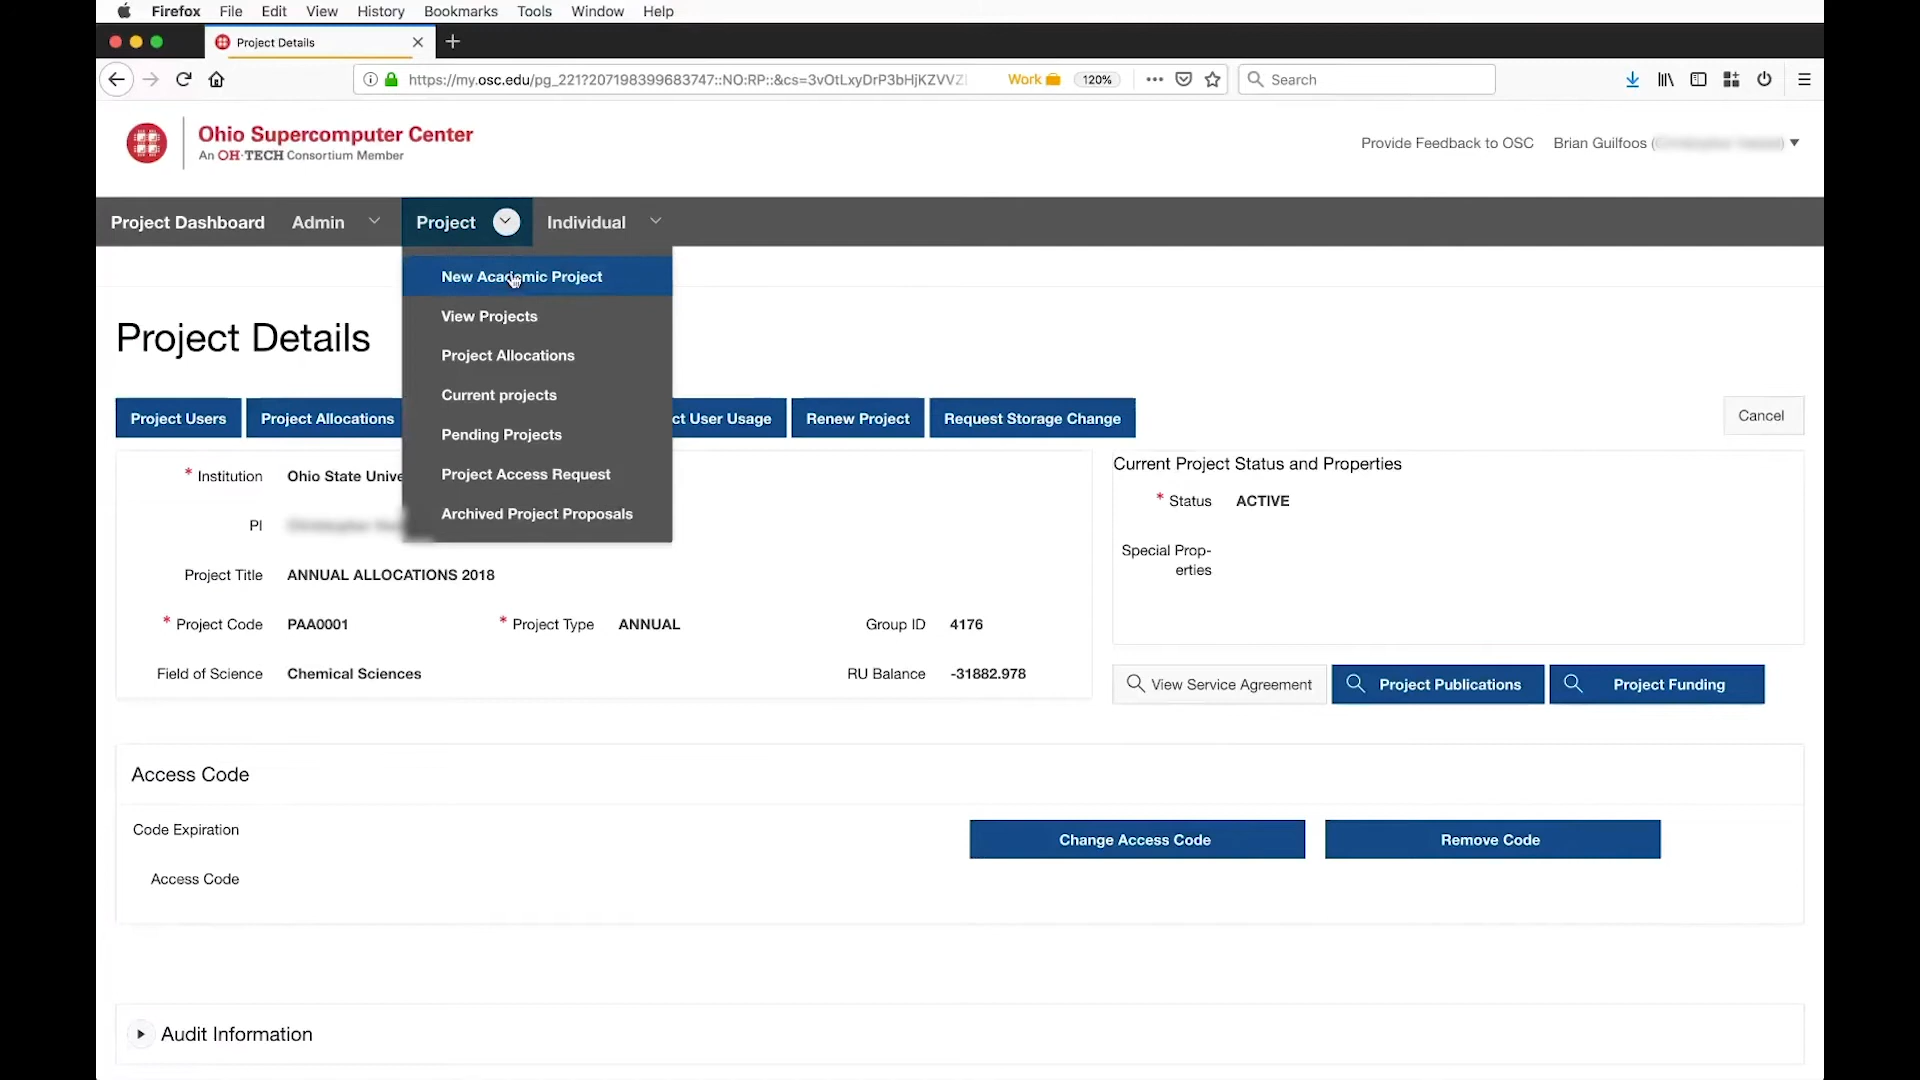 Firefox File Edit View History Bookmarks Tools Window Help
Project Details
https://my.osc.edu/pg_221?207198399683747::NO:RP::&cs=3vOtLxyDrP3bHjKZVVZ Work 120% Search
Ohio Supercomputer Center
An OH·TECH Consortium Member
Provide Feedback to OSC Brian Guilfoos (
Project Dashboard Admin Project Individual
New Academic Project
View Projects
Project Allocations
Current projects
Pending Projects
Project Access Request
Archived Project Proposals
Project Details
Project Users Project Allocations ct User Usage Renew Project Request Storage Change Cancel
* Institution Ohio State Unive
PI
Project Title ANNUAL ALLOCATIONS 2018
* Project Code PAA0001 * Project Type ANNUAL Group ID 4176
Field of Science Chemical Sciences RU Balance -31882.978
Current Project Status and Properties
* Status ACTIVE
Special Prop-
erties
View Service Agreement Project Publications Project Funding
Access Code
Code Expiration
Change Access Code Remove Code
Access Code
Audit Information